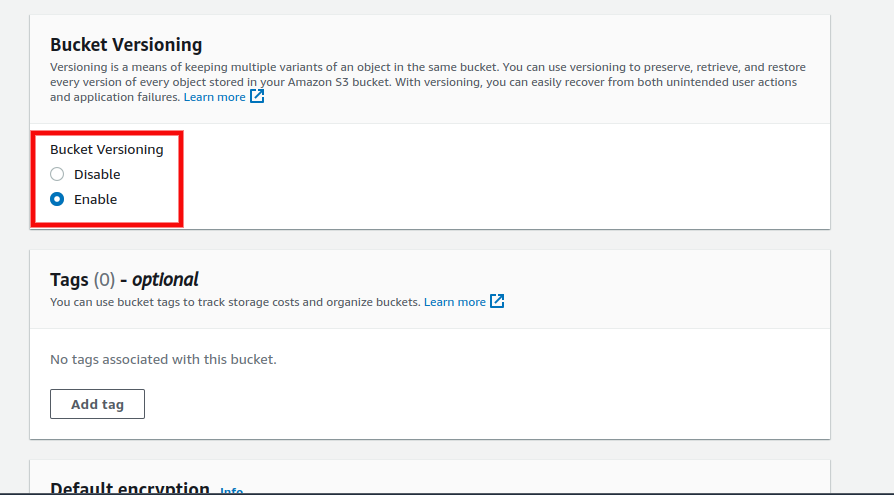 Bucket Versioning
Versioning is a means of keeping multiple variants of an object in the same bucket. You can use versioning to preserve, retrieve, and restore
every version of every object stored in your Amazon S3 bucket. With versioning, you can easily recover from both unintended user actions
and application failures. Learn more
Bucket Versioning
Disable
Enable
Tags (0) - optional
You can use bucket tags to track storage costs and organize buckets. Learn more
No tags associated with this bucket.
Add tag
Default encryption Info